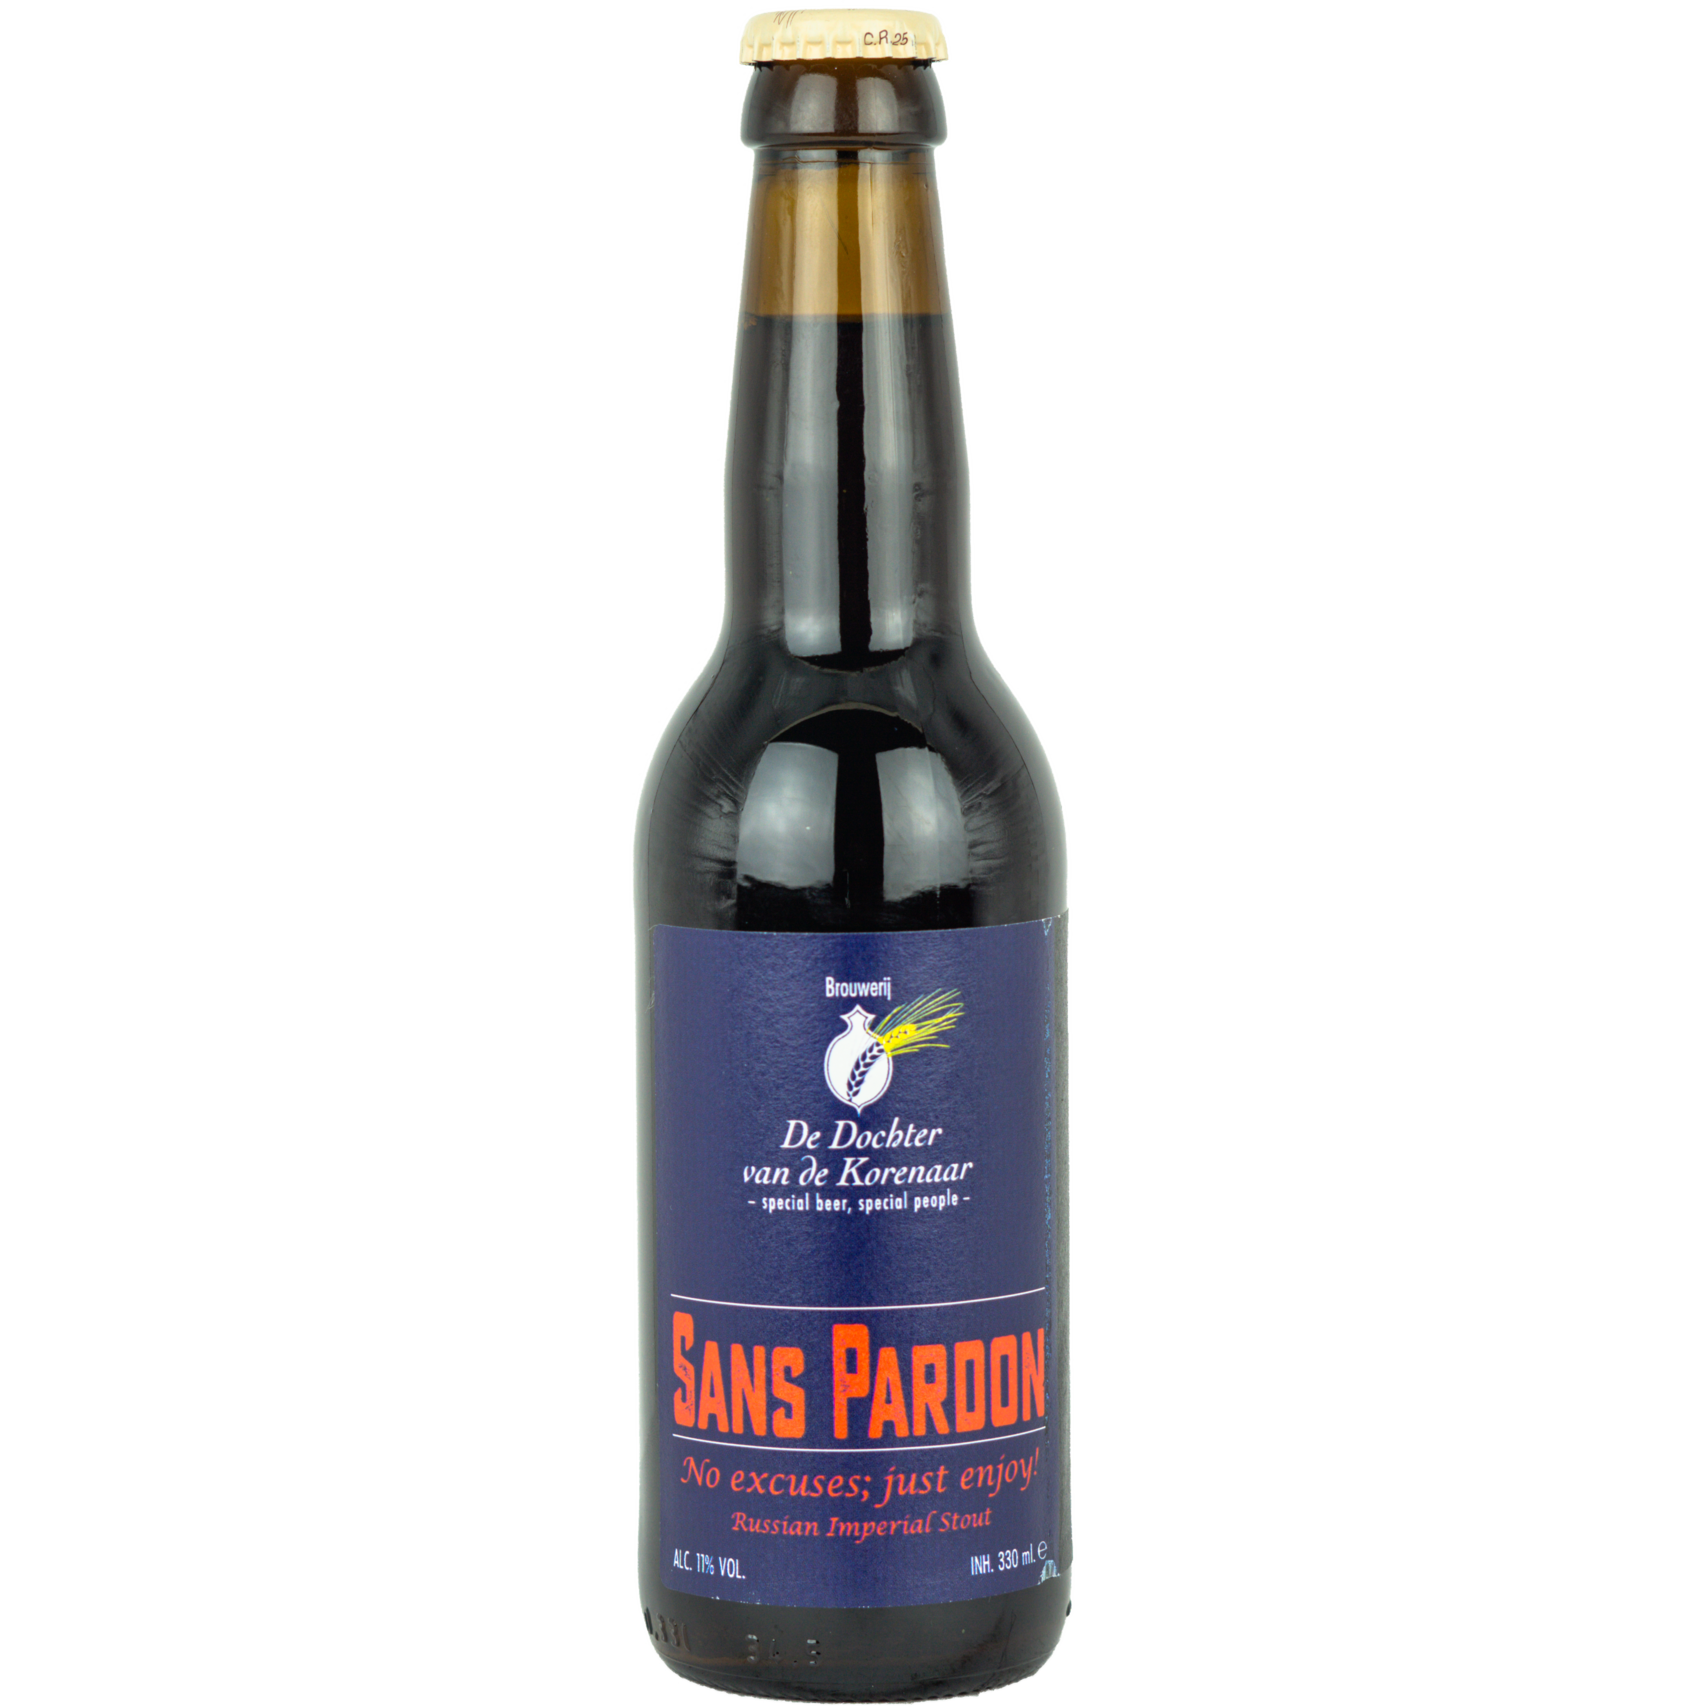 C.R.25
Brouwerij
De Dochter
van de Korenaar
- special beer, special people -
SANS PARDON
No excuses; just enjoy!
Russian Imperial Stout
ALC. 11% VOL.
INH. 330 ml. ℮